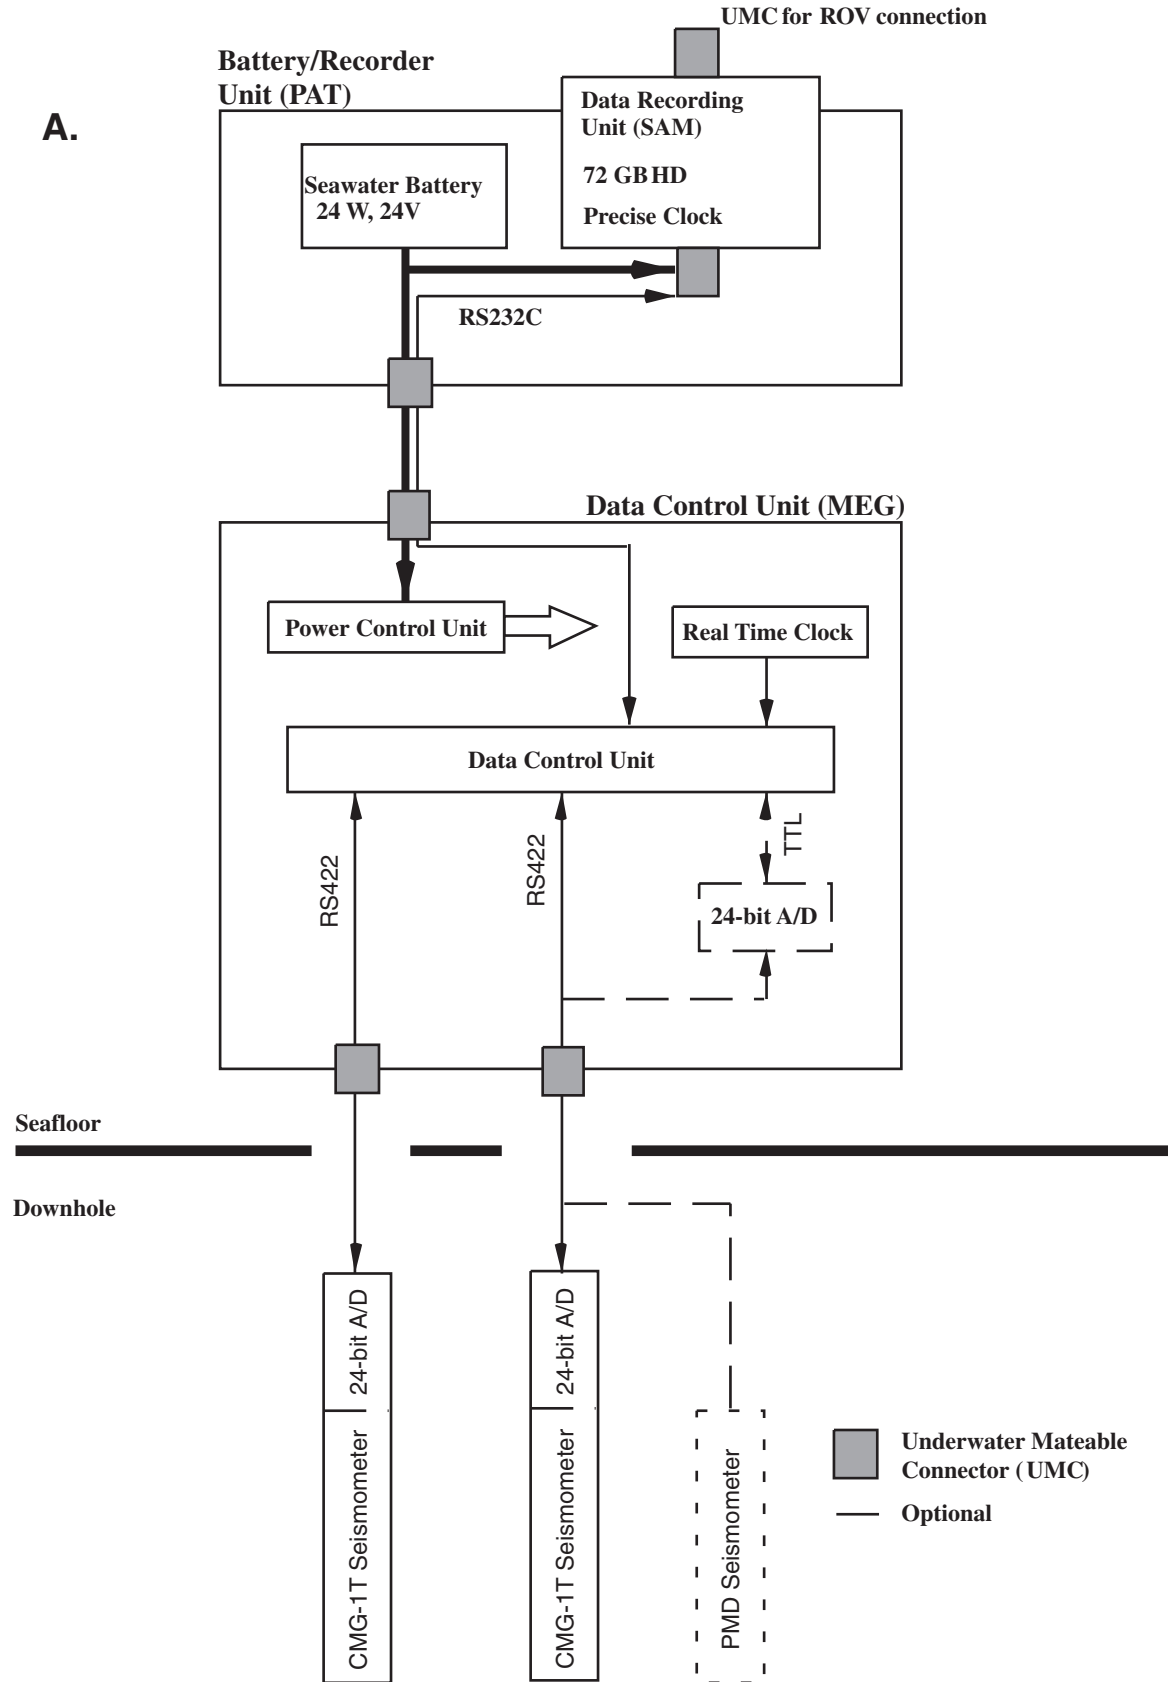 UMC for ROV connection
Battery/Recorder
Unit (PAT)
A.
Data Recording
Unit (SAM)
72 GB HD
Precise Clock
Seawater Battery
24 W, 24V
RS232C
Data Control Unit (MEG)
Power Control Unit
Real Time Clock
Data Control Unit
RS422
RS422
TTL
24-bit A/D
Seafloor
Downhole
24-bit A/D
CMG-1T Seismometer
24-bit A/D
CMG-1T Seismometer
PMD Seismometer
Underwater Mateable
Connector (UMC)
Optional